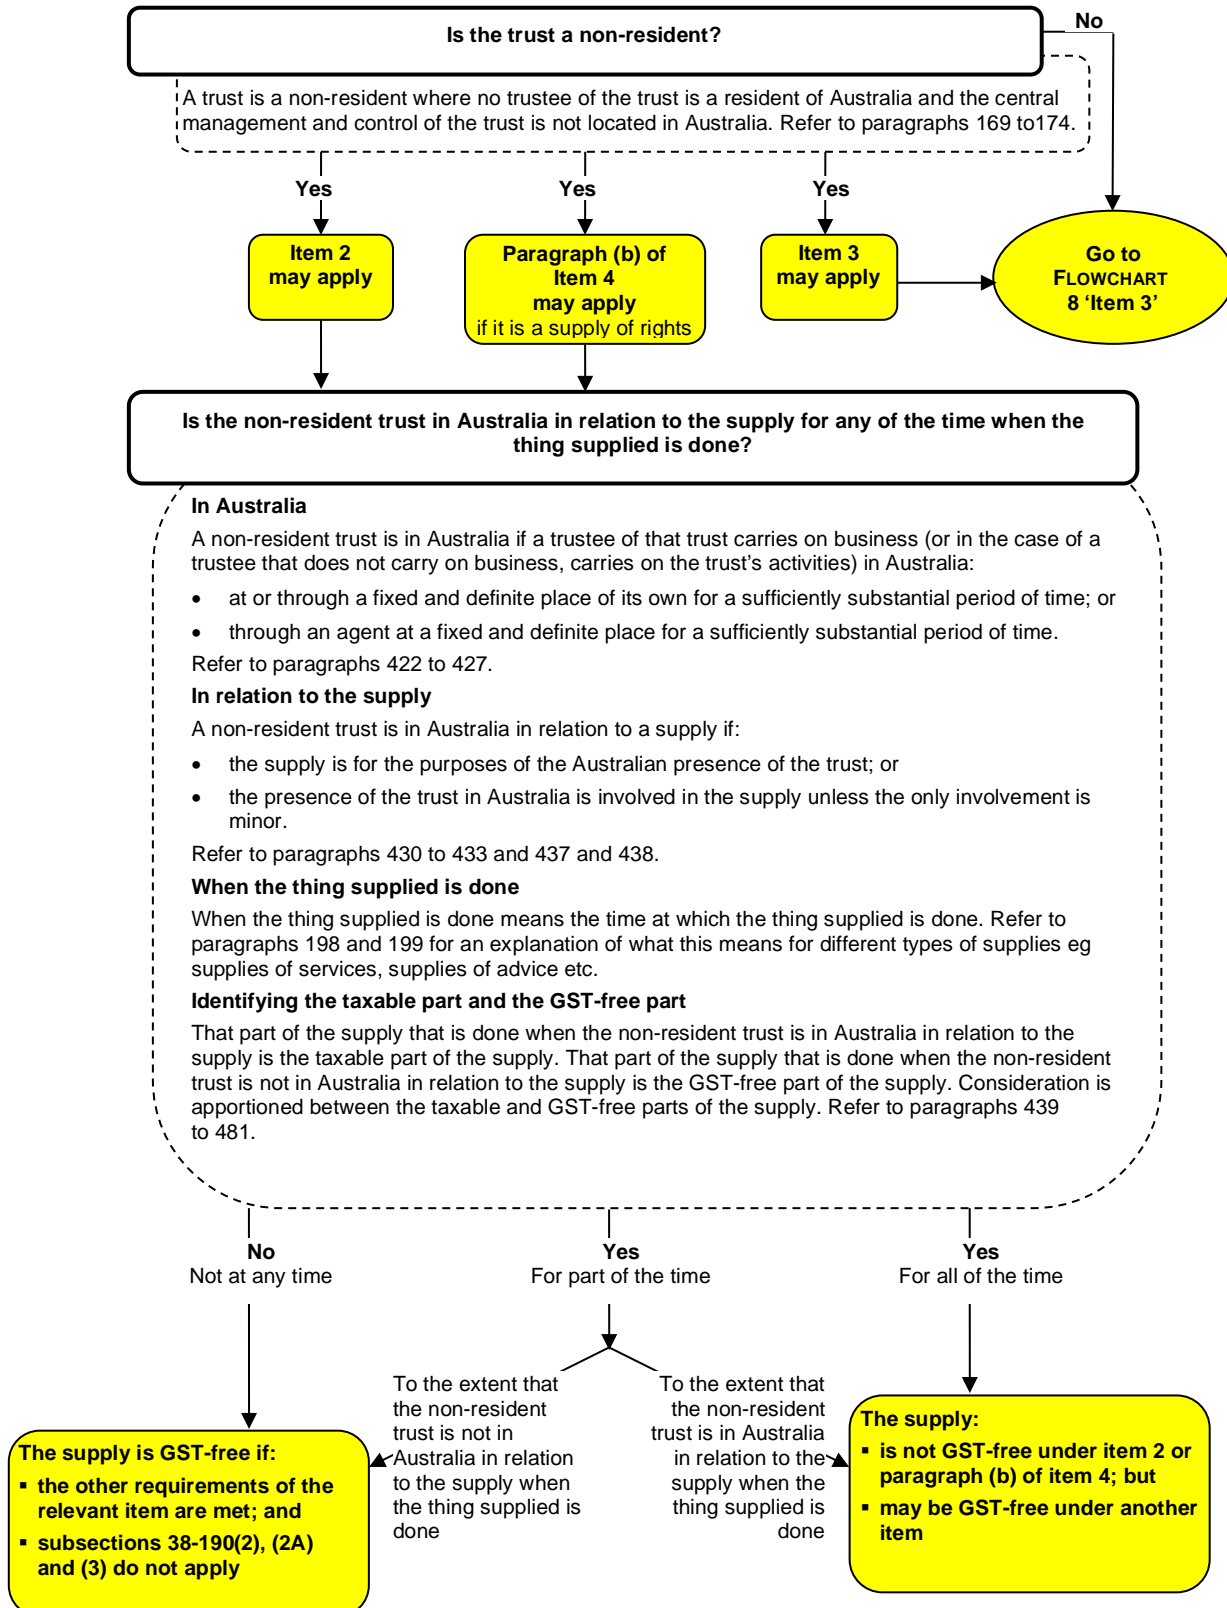 Is the trust a non-resident?
No
A trust is a non-resident where no trustee of the trust is a resident of Australia and the central
management and control of the trust is not located in Australia. Refer to paragraphs 169 to174.
Yes
Yes
Yes
Item 2
may apply
Paragraph (b) of
Item 4
may apply
if it is a supply of rights
Item 3
may apply
Go to
FLOWCHART
8 ‘Item 3’
Is the non-resident trust in Australia in relation to the supply for any of the time when the
thing supplied is done?
In Australia
A non-resident trust is in Australia if a trustee of that trust carries on business (or in the case of a
trustee that does not carry on business, carries on the trust’s activities) in Australia:
• at or through a fixed and definite place of its own for a sufficiently substantial period of time; or
• through an agent at a fixed and definite place for a sufficiently substantial period of time.
Refer to paragraphs 422 to 427.
In relation to the supply
A non-resident trust is in Australia in relation to a supply if:
• the supply is for the purposes of the Australian presence of the trust; or
• the presence of the trust in Australia is involved in the supply unless the only involvement is
minor.
Refer to paragraphs 430 to 433 and 437 and 438.
When the thing supplied is done
When the thing supplied is done means the time at which the thing supplied is done. Refer to
paragraphs 198 and 199 for an explanation of what this means for different types of supplies eg
supplies of services, supplies of advice etc.
Identifying the taxable part and the GST-free part
That part of the supply that is done when the non-resident trust is in Australia in relation to the
supply is the taxable part of the supply. That part of the supply that is done when the non-resident
trust is not in Australia in relation to the supply is the GST-free part of the supply. Consideration is
apportioned between the taxable and GST-free parts of the supply. Refer to paragraphs 439
to 481.
No
Not at any time
Yes
For part of the time
Yes
For all of the time
To the extent that
the non-resident
trust is not in
Australia in relation
to the supply when
the thing supplied is
done
To the extent that
the non-resident
trust is in Australia
in relation to the
supply when the
thing supplied is
done
The supply is GST-free if:
▪ the other requirements of the
relevant item are met; and
▪ subsections 38-190(2), (2A)
and (3) do not apply
The supply:
▪ is not GST-free under item 2 or
paragraph (b) of item 4; but
▪ may be GST-free under another
item